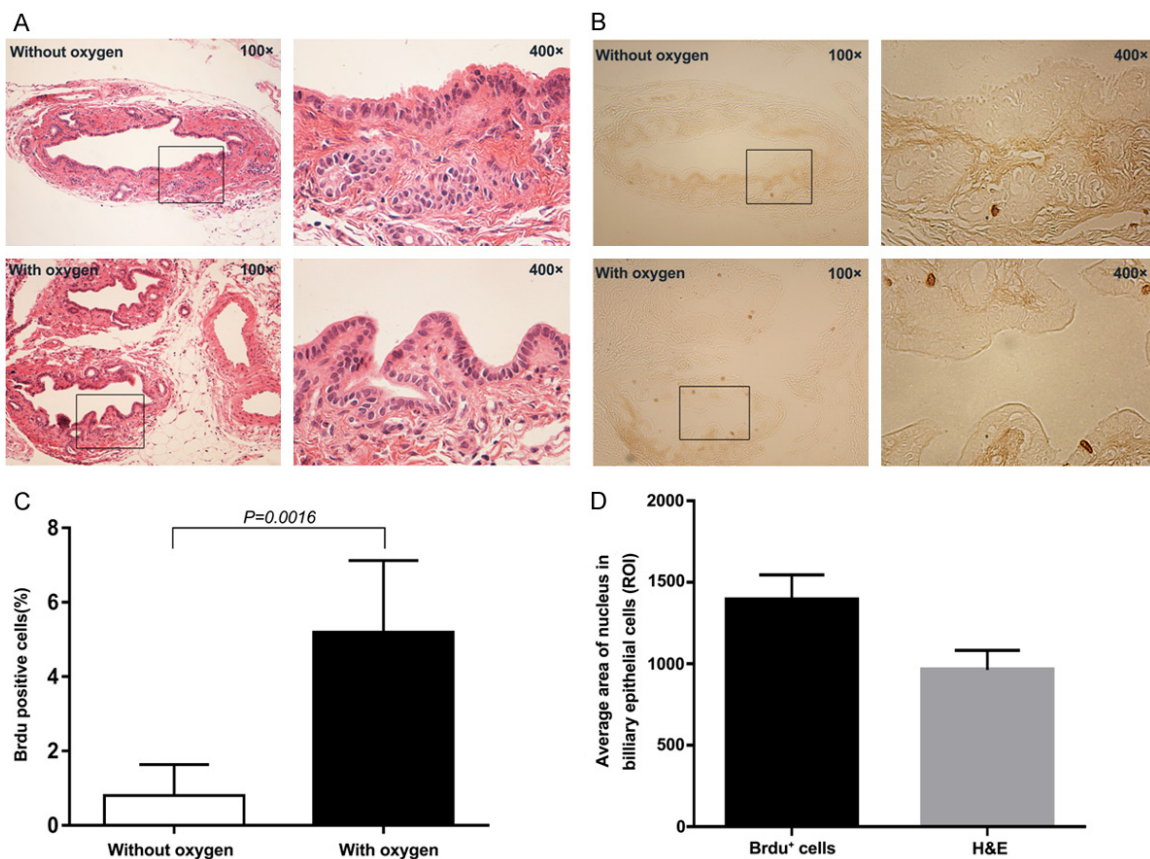 A
Without oxygen 100×
400×
With oxygen 100×
400×
B
Without oxygen 100×
400×
With oxygen 100×
400×
C
P=0.0016
Brdu positive cells(%)
8
6
4
2
0
Without oxygen With oxygen
D
Average area of nucleus in
billiary epithelial cells (ROI)
2000
1500
1000
500
0
Brdu⁺ cells H&E